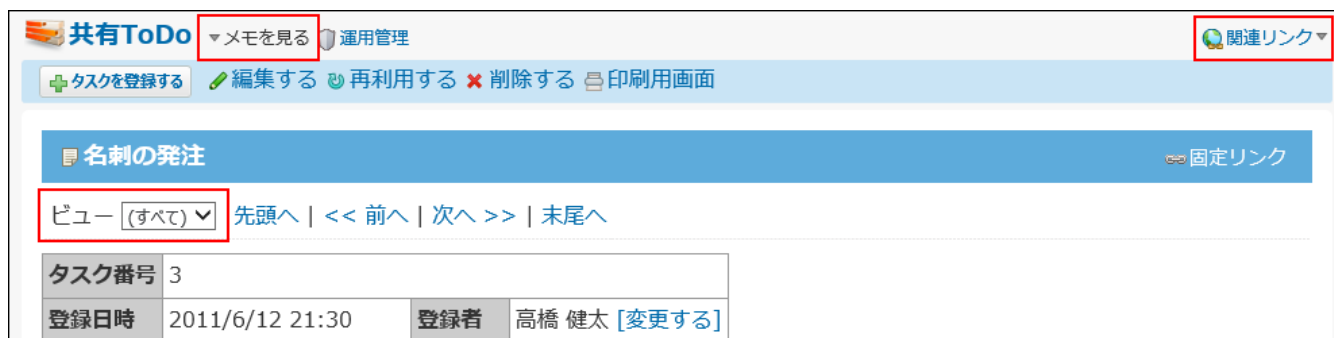 共有ToDo ▼メモを見る 運用管理 関連リンク▼
タスクを登録する 編集する 再利用する 削除する 印刷用画面
名刺の発注 固定リンク
ビュー (すべて) 先頭へ | << 前へ | 次へ >> | 末尾へ
タスク番号 3
登録日時 2011/6/12 21:30 登録者 高橋 健太 [変更する]